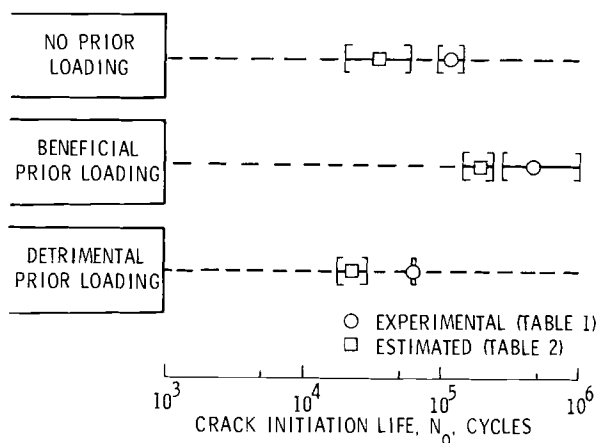 NO PRIOR
LOADING
BENEFICIAL
PRIOR LOADING
DETRIMENTAL
PRIOR LOADING
○ EXPERIMENTAL (TABLE 1)
□ ESTIMATED (TABLE 2)
10³ 10⁴ 10⁵ 10⁶
CRACK INITIATION LIFE, N₀, CYCLES